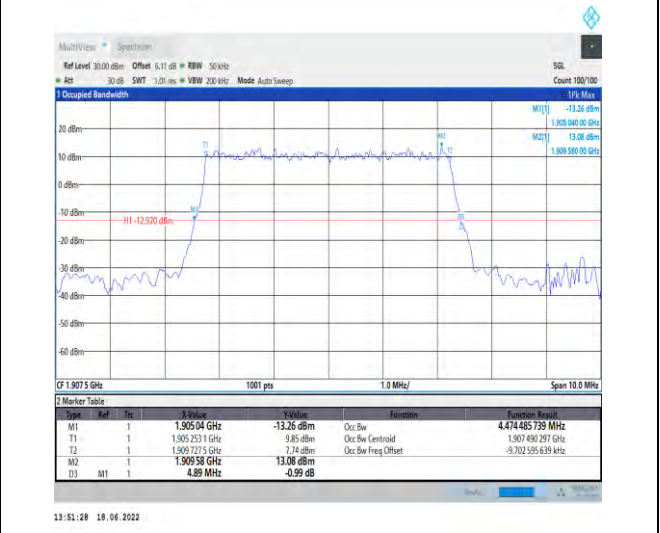 MultiView Spectrum
Ref Level 30.00 dBm Offset 6.11 dB RBW 50 kHz SGL
Att 30 dB SWT 1.01 ms VBW 200 kHz Mode Auto Sweep Count 100/100
1 Occupied Bandwidth 1Pk Max
M1[1] -13.26 dBm
1.905 040 00 GHz
M2[1] 13.08 dBm
1.909 580 00 GHz
20 dBm
M2
T1
T2
10 dBm
0 dBm
-10 dBm
M1
H1 -12.920 dBm
-20 dBm
-30 dBm
-40 dBm
-50 dBm
-60 dBm
CF 1.907 5 GHz 1001 pts 1.0 MHz/ Span 10.0 MHz
2 Marker Table
Type Ref Trc X-Value Y-Value Function Function Result
M1 1 1.905 04 GHz -13.26 dBm Occ Bw 4.474 485 739 MHz
T1 1 1.905 253 1 GHz 9.85 dBm Occ Bw Centroid 1.907 490 297 GHz
T2 1 1.909 727 5 GHz 7.74 dBm Occ Bw Freq Offset -9.702 595 639 kHz
M2 1 1.909 58 GHz 13.08 dBm
D3 M1 1 4.89 MHz -0.99 dB
13:51:28 18.06.2022